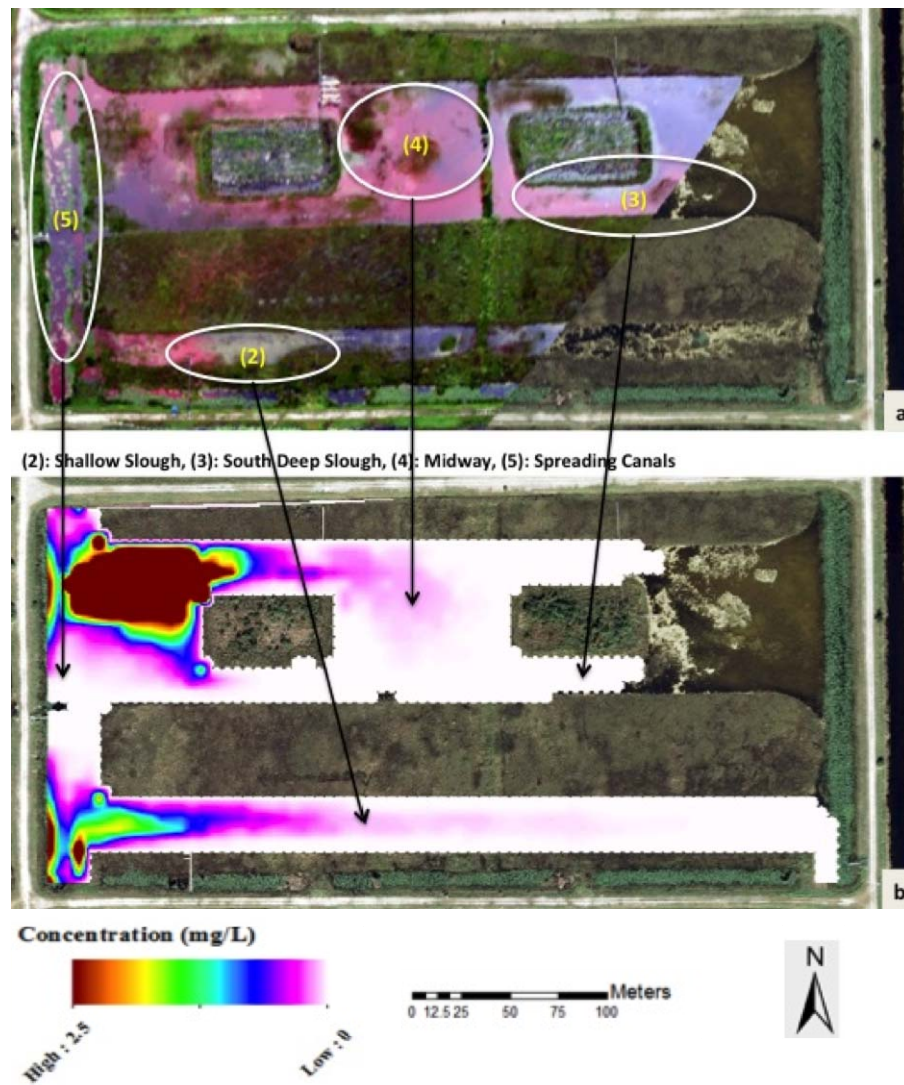 (4)
(3)
(5)
(2)
a
(2): Shallow Slough, (3): South Deep Slough, (4): Midway, (5): Spreading Canals
b
Concentration (mg/L)
High : 2.5
Low : 0
0 12.5 25 50 75 100 Meters
N